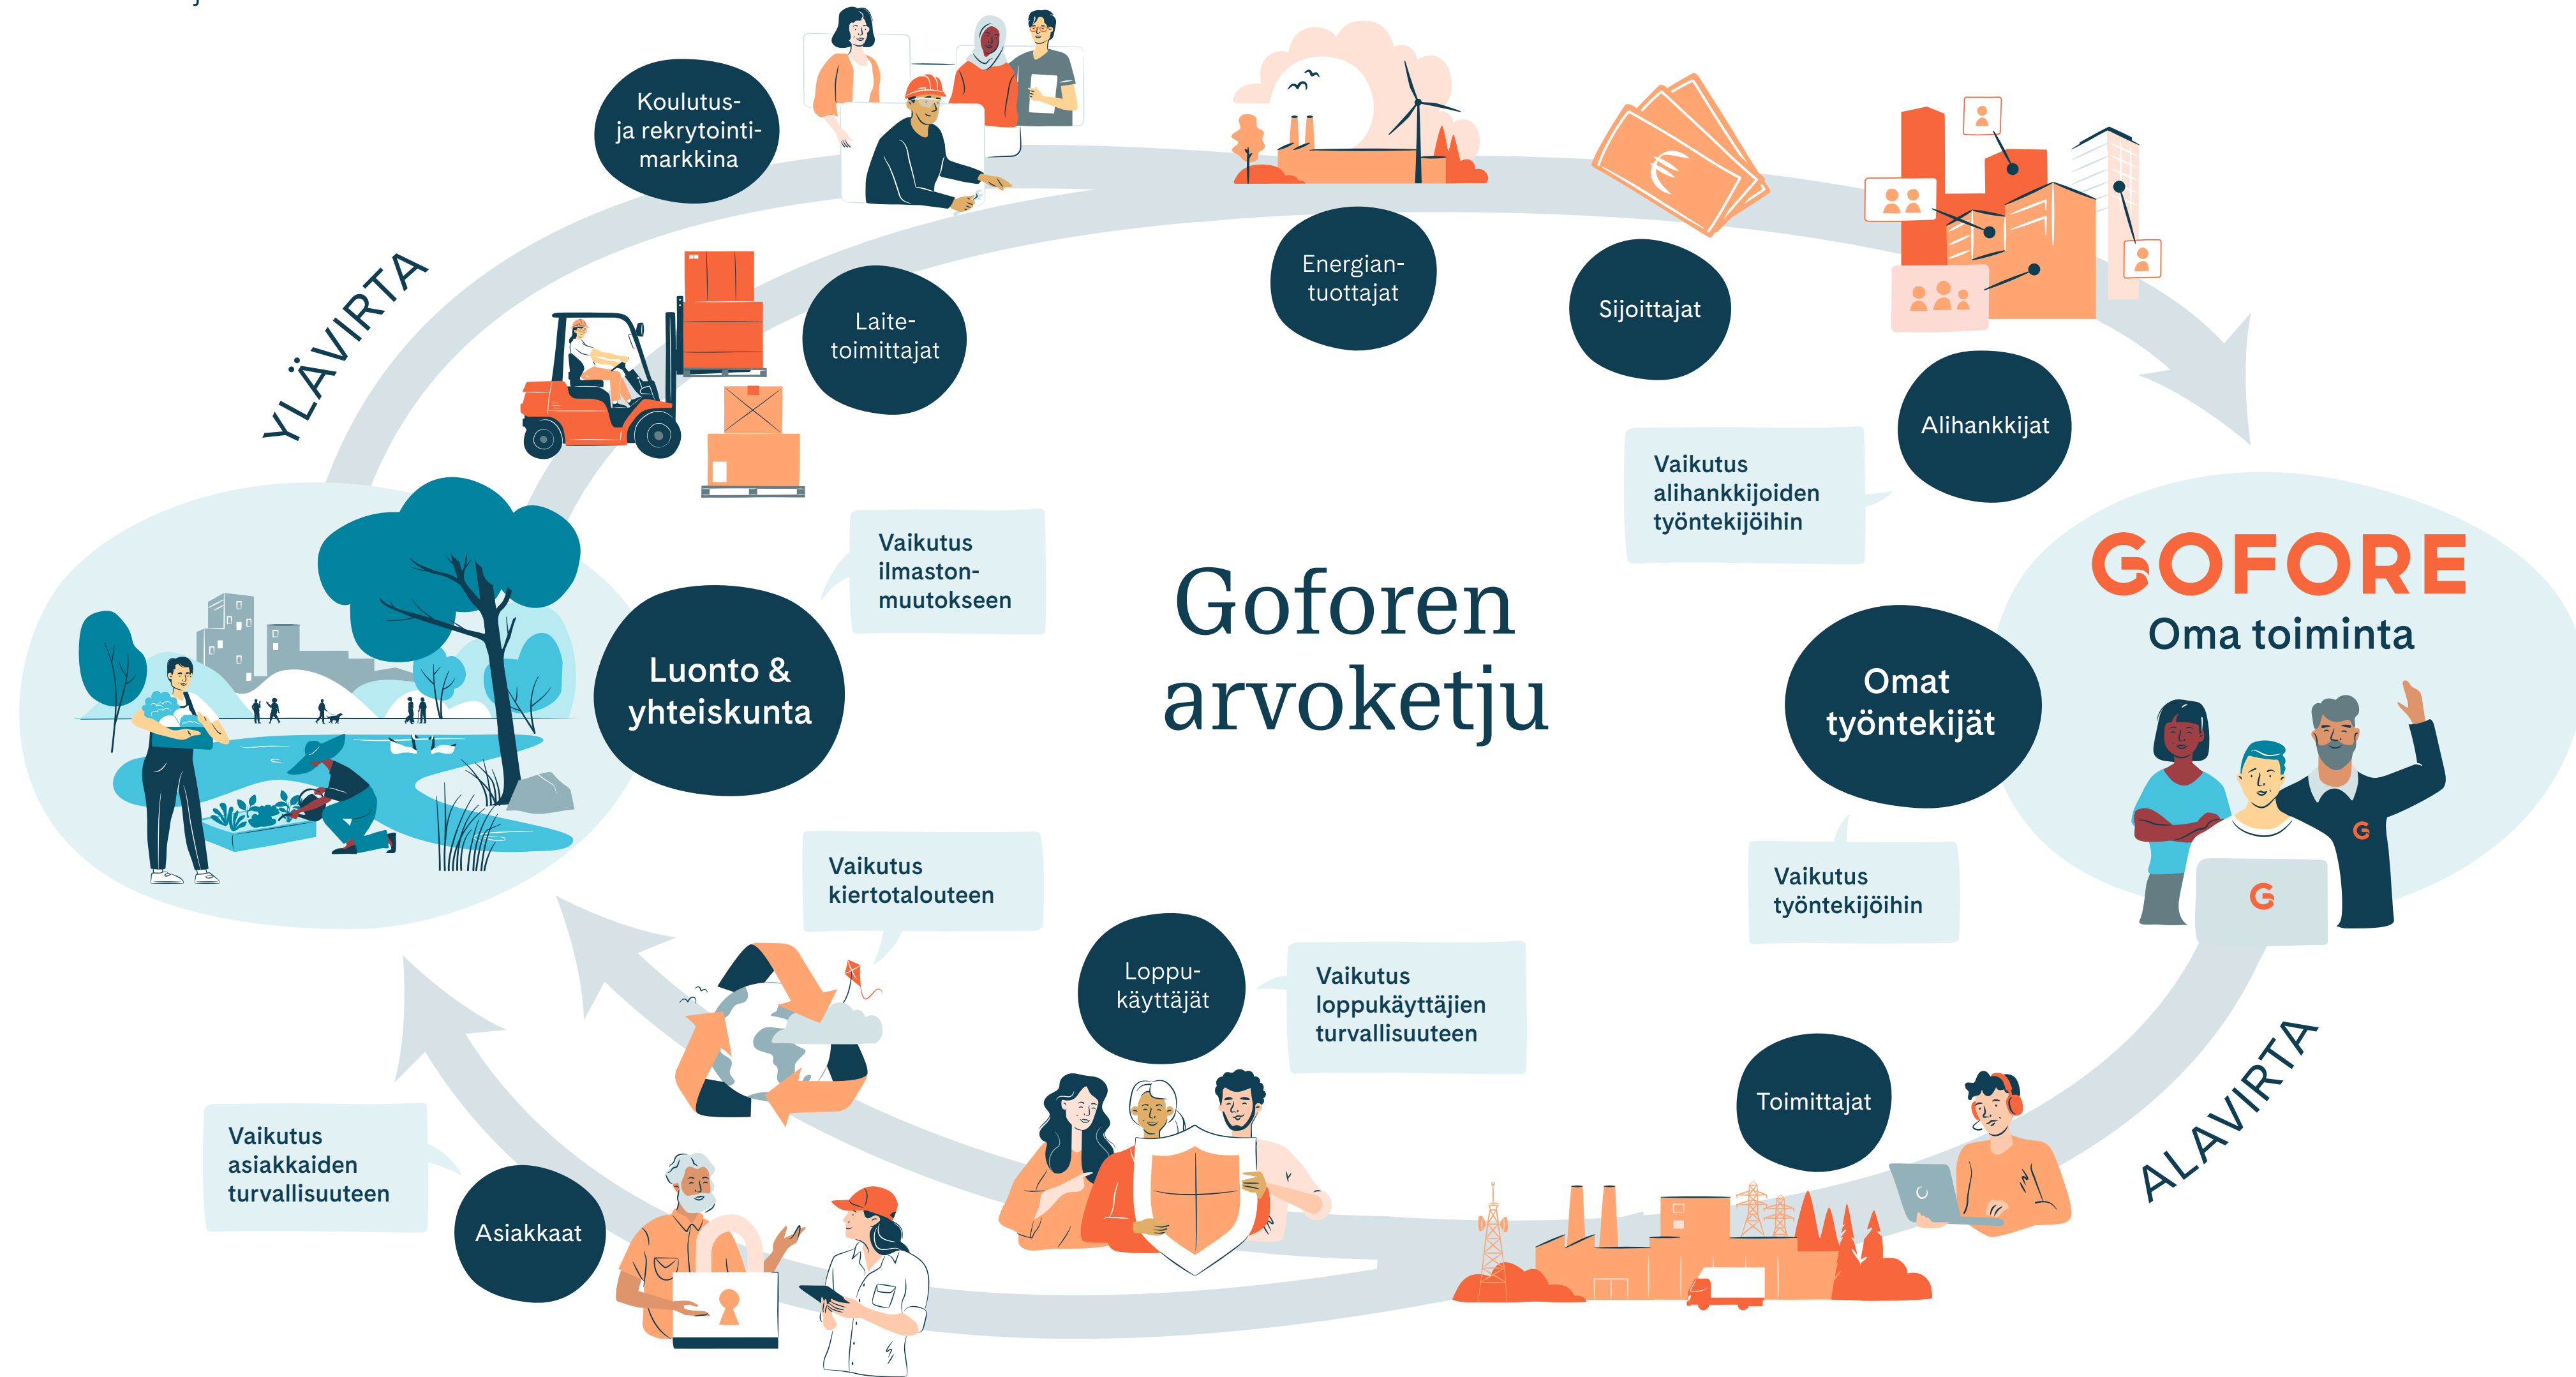 Koulutus-
ja rekrytointi-
markkina
YLÄVIRTA
Laite-
toimittajat
Energian-
tuottajat
Sijoittajat
Alihankkijat
Vaikutus
alihankkijoiden
työntekijöihin
Vaikutus
ilmaston-
muutokseen
Luonto &
yhteiskunta
Goforen
arvoketju
GOFORE
Oma toiminta
Omat
työntekijät
Vaikutus
työntekijöihin
Vaikutus
kiertotalouteen
Loppu-
käyttäjät
Vaikutus
loppukäyttäjien
turvallisuuteen
Toimittajat
ALAVIRTA
Vaikutus
asiakkaiden
turvallisuuteen
Asiakkaat
G
G